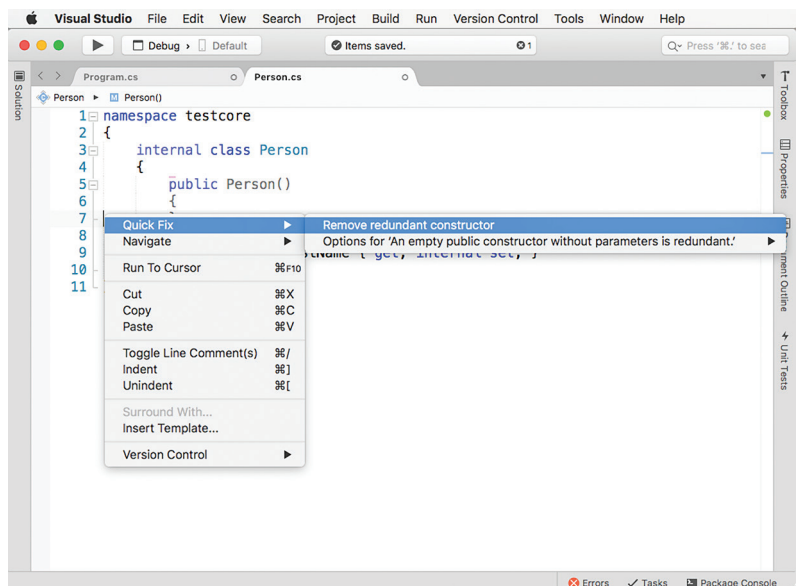 Visual Studio File Edit View Search Project Build Run Version Control Tools Window Help
Debug › Default Items saved. 1 Press '⌘.' to sea
Program.cs Person.cs
Person ▸ Person()
1 namespace testcore
2 {
3 internal class Person
4 {
5 public Person()
6 {
7
8
9 get; internal set; }
10
11
Quick Fix
Remove redundant constructor
Navigate
Options for 'An empty public constructor without parameters is redundant.'
Run To Cursor ⌘F10
Cut ⌘X
Copy ⌘C
Paste ⌘V
Toggle Line Comment(s) ⌘/
Indent ⌘]
Unindent ⌘[
Surround With...
Insert Template...
Version Control
Solution
Toolbox
Properties
Outline
Unit Tests
Errors Tasks Package Console